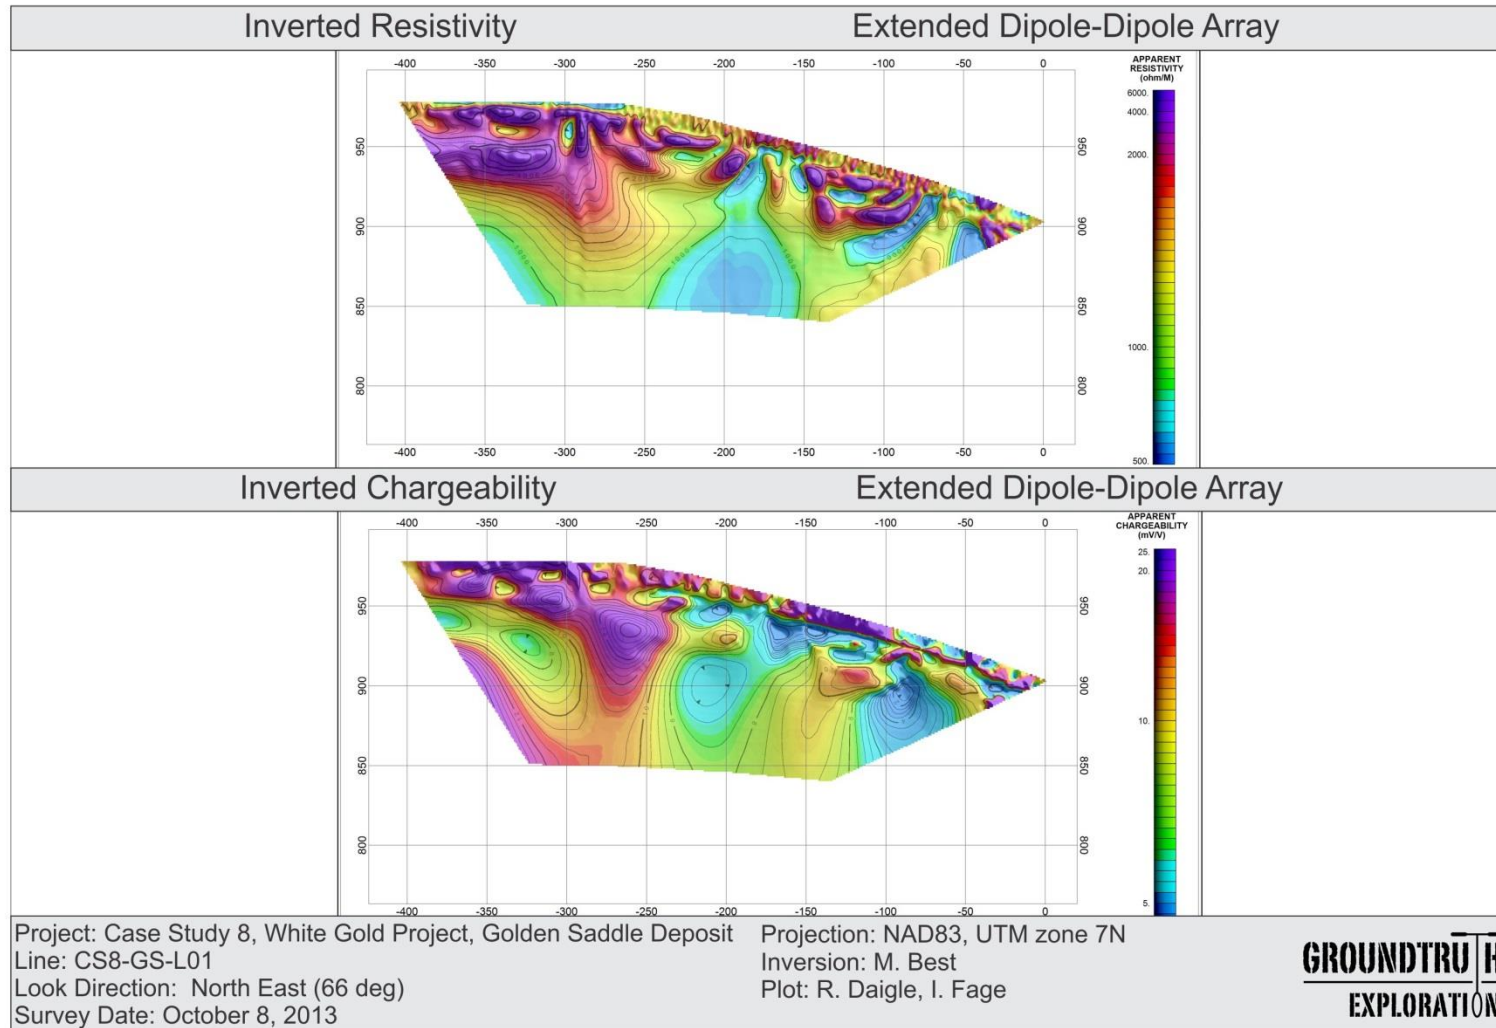 Inverted Resistivity
Extended Dipole-Dipole Array
-400 -350 -300 -250 -200 -150 -100 -50 0
APPARENT
RESISTIVITY
(ohm/M)
6000.
4000.
2000.
1000.
500.
950 950
900 900
850 850
800 800
1000
1000
1000
-400 -350 -300 -250 -200 -150 -100 -50 0
Inverted Chargeability
Extended Dipole-Dipole Array
-400 -350 -300 -250 -200 -150 -100 -50 0
APPARENT
CHARGEABILITY
(mV/V)
25.
20.
10.
5.
950 950
900 900
850 850
800 800
-400 -350 -300 -250 -200 -150 -100 -50 0
Project: Case Study 8, White Gold Project, Golden Saddle Deposit
Line: CS8-GS-L01
Look Direction: North East (66 deg)
Survey Date: October 8, 2013
Projection: NAD83, UTM zone 7N
Inversion: M. Best
Plot: R. Daigle, I. Fage
GROUNDTRUTH
EXPLORATION